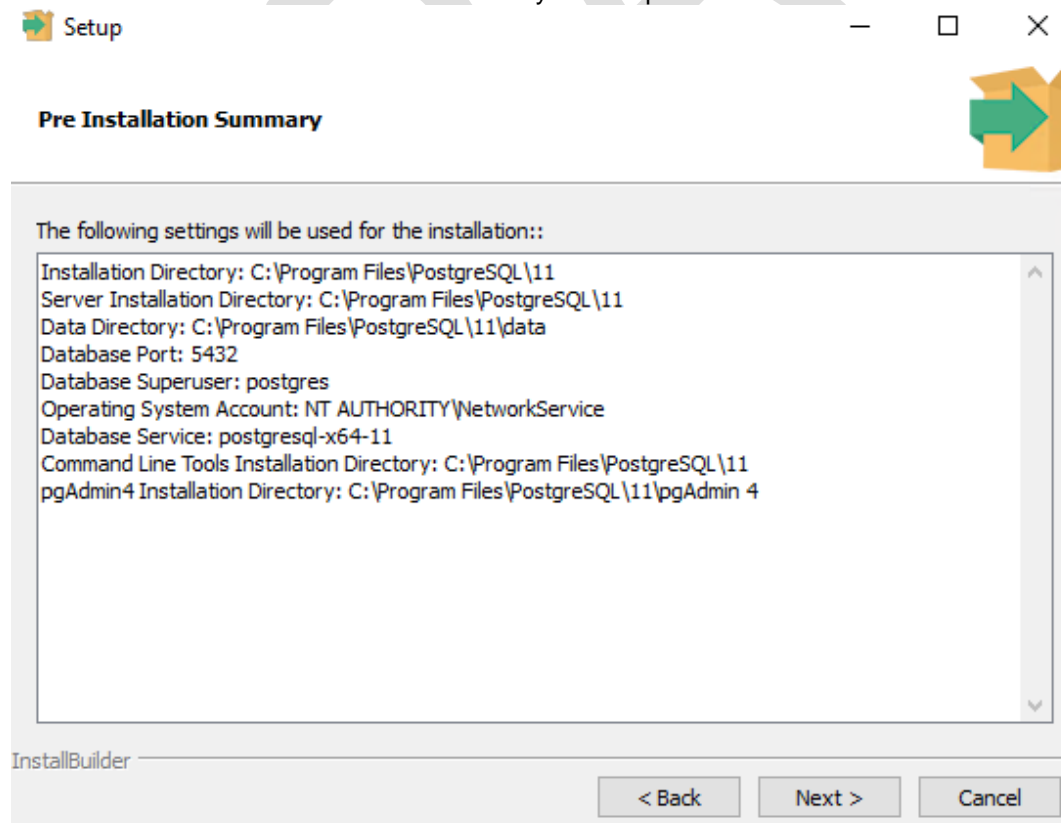 Setup
Pre Installation Summary
The following settings will be used for the installation::
Installation Directory: C:\Program Files\PostgreSQL\11
Server Installation Directory: C:\Program Files\PostgreSQL\11
Data Directory: C:\Program Files\PostgreSQL\11\data
Database Port: 5432
Database Superuser: postgres
Operating System Account: NT AUTHORITY\NetworkService
Database Service: postgresql-x64-11
Command Line Tools Installation Directory: C:\Program Files\PostgreSQL\11
pgAdmin4 Installation Directory: C:\Program Files\PostgreSQL\11\pgAdmin 4
InstallBuilder
< Back Next > Cancel